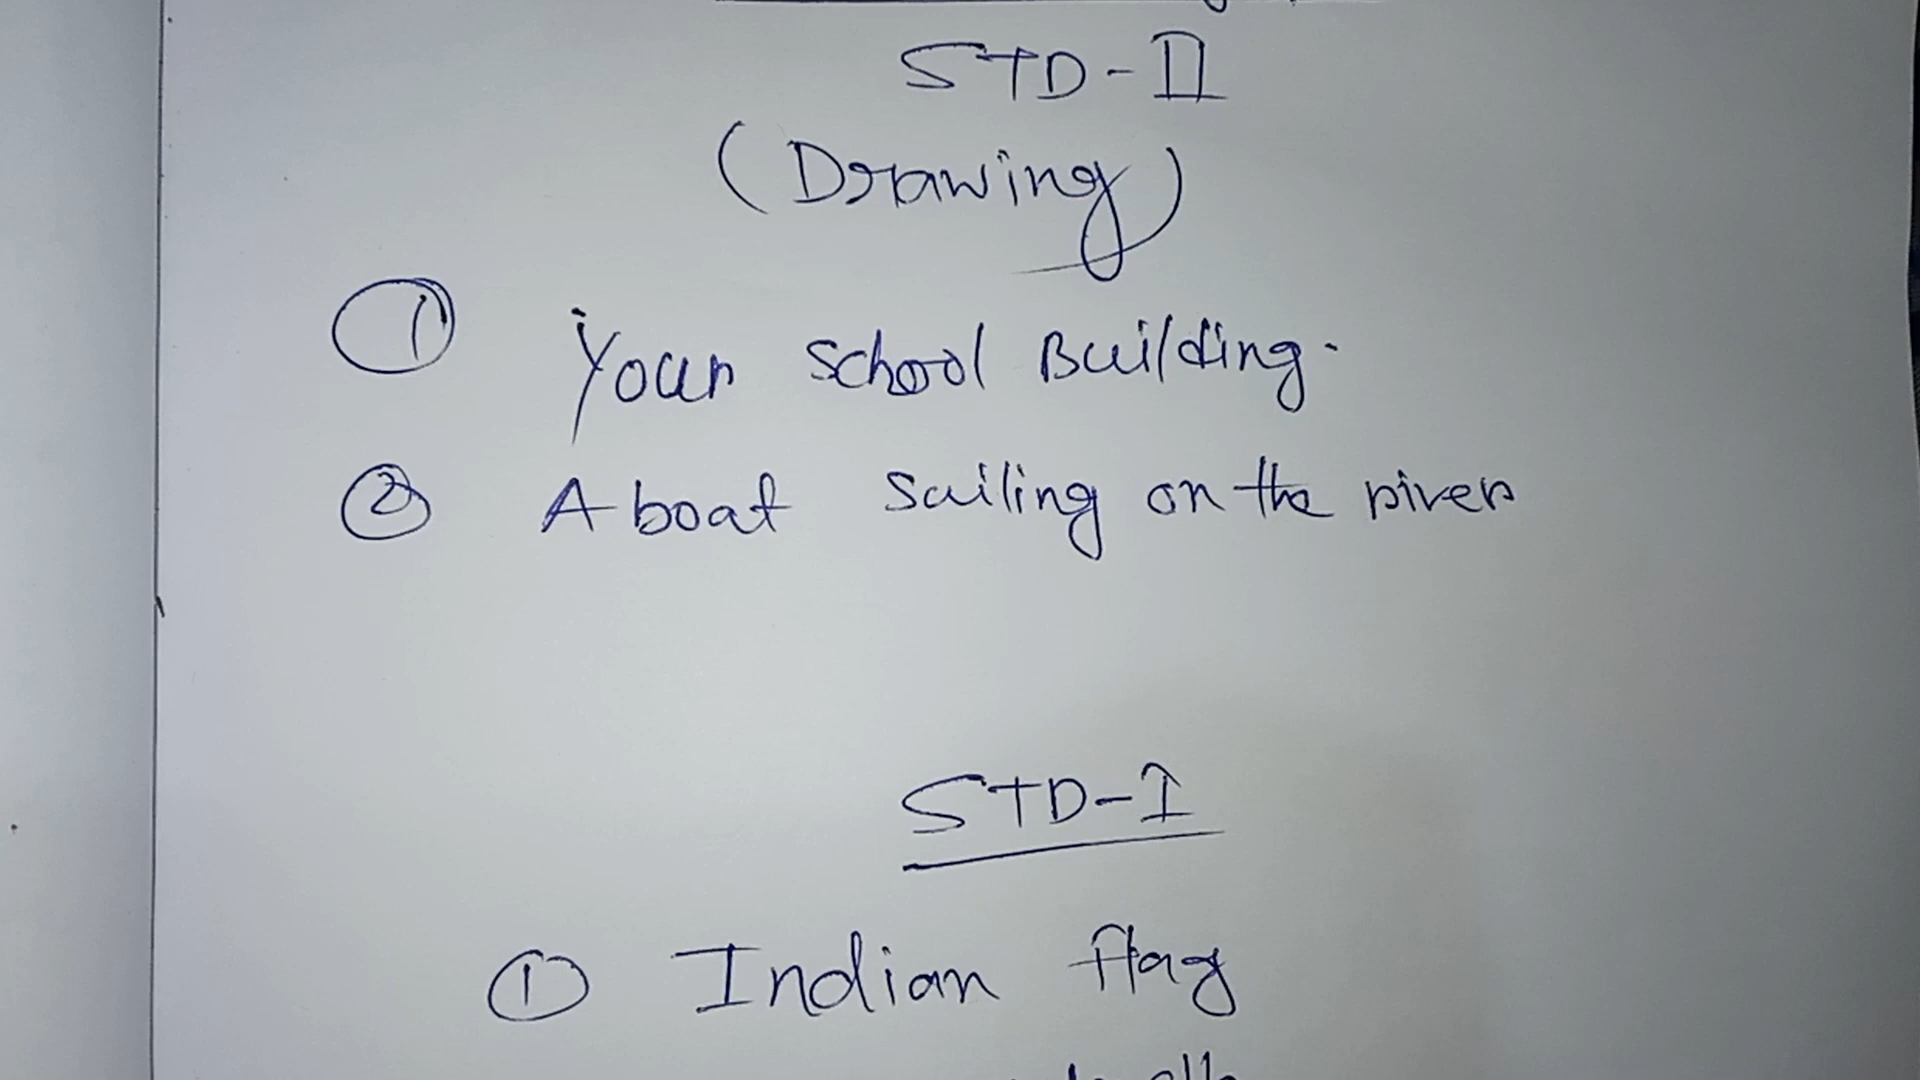 STD-II
(Drawing)
① Your school Building.
② A boat sailing on the river
STD-I
① Indian flag